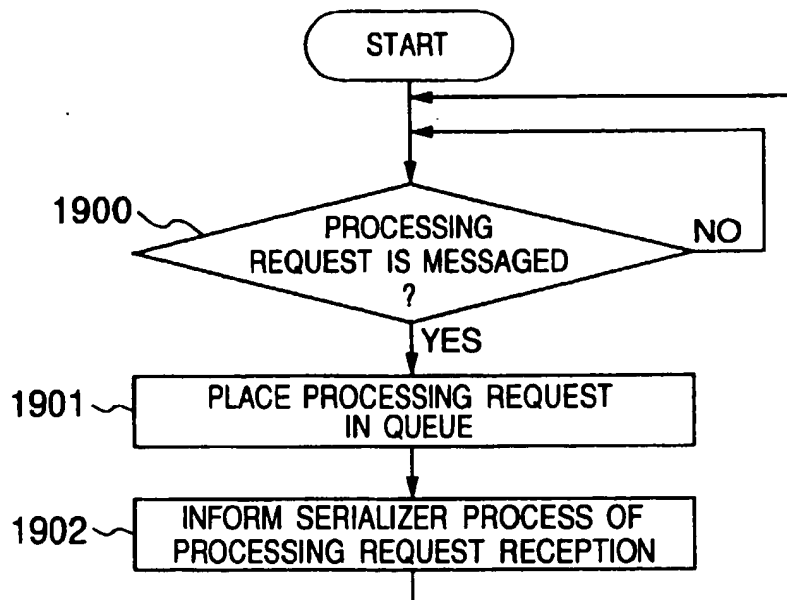 START
1900
PROCESSING
REQUEST IS MESSAGED
?
NO
YES
1901
PLACE PROCESSING REQUEST
IN QUEUE
1902
INFORM SERIALIZER PROCESS OF
PROCESSING REQUEST RECEPTION